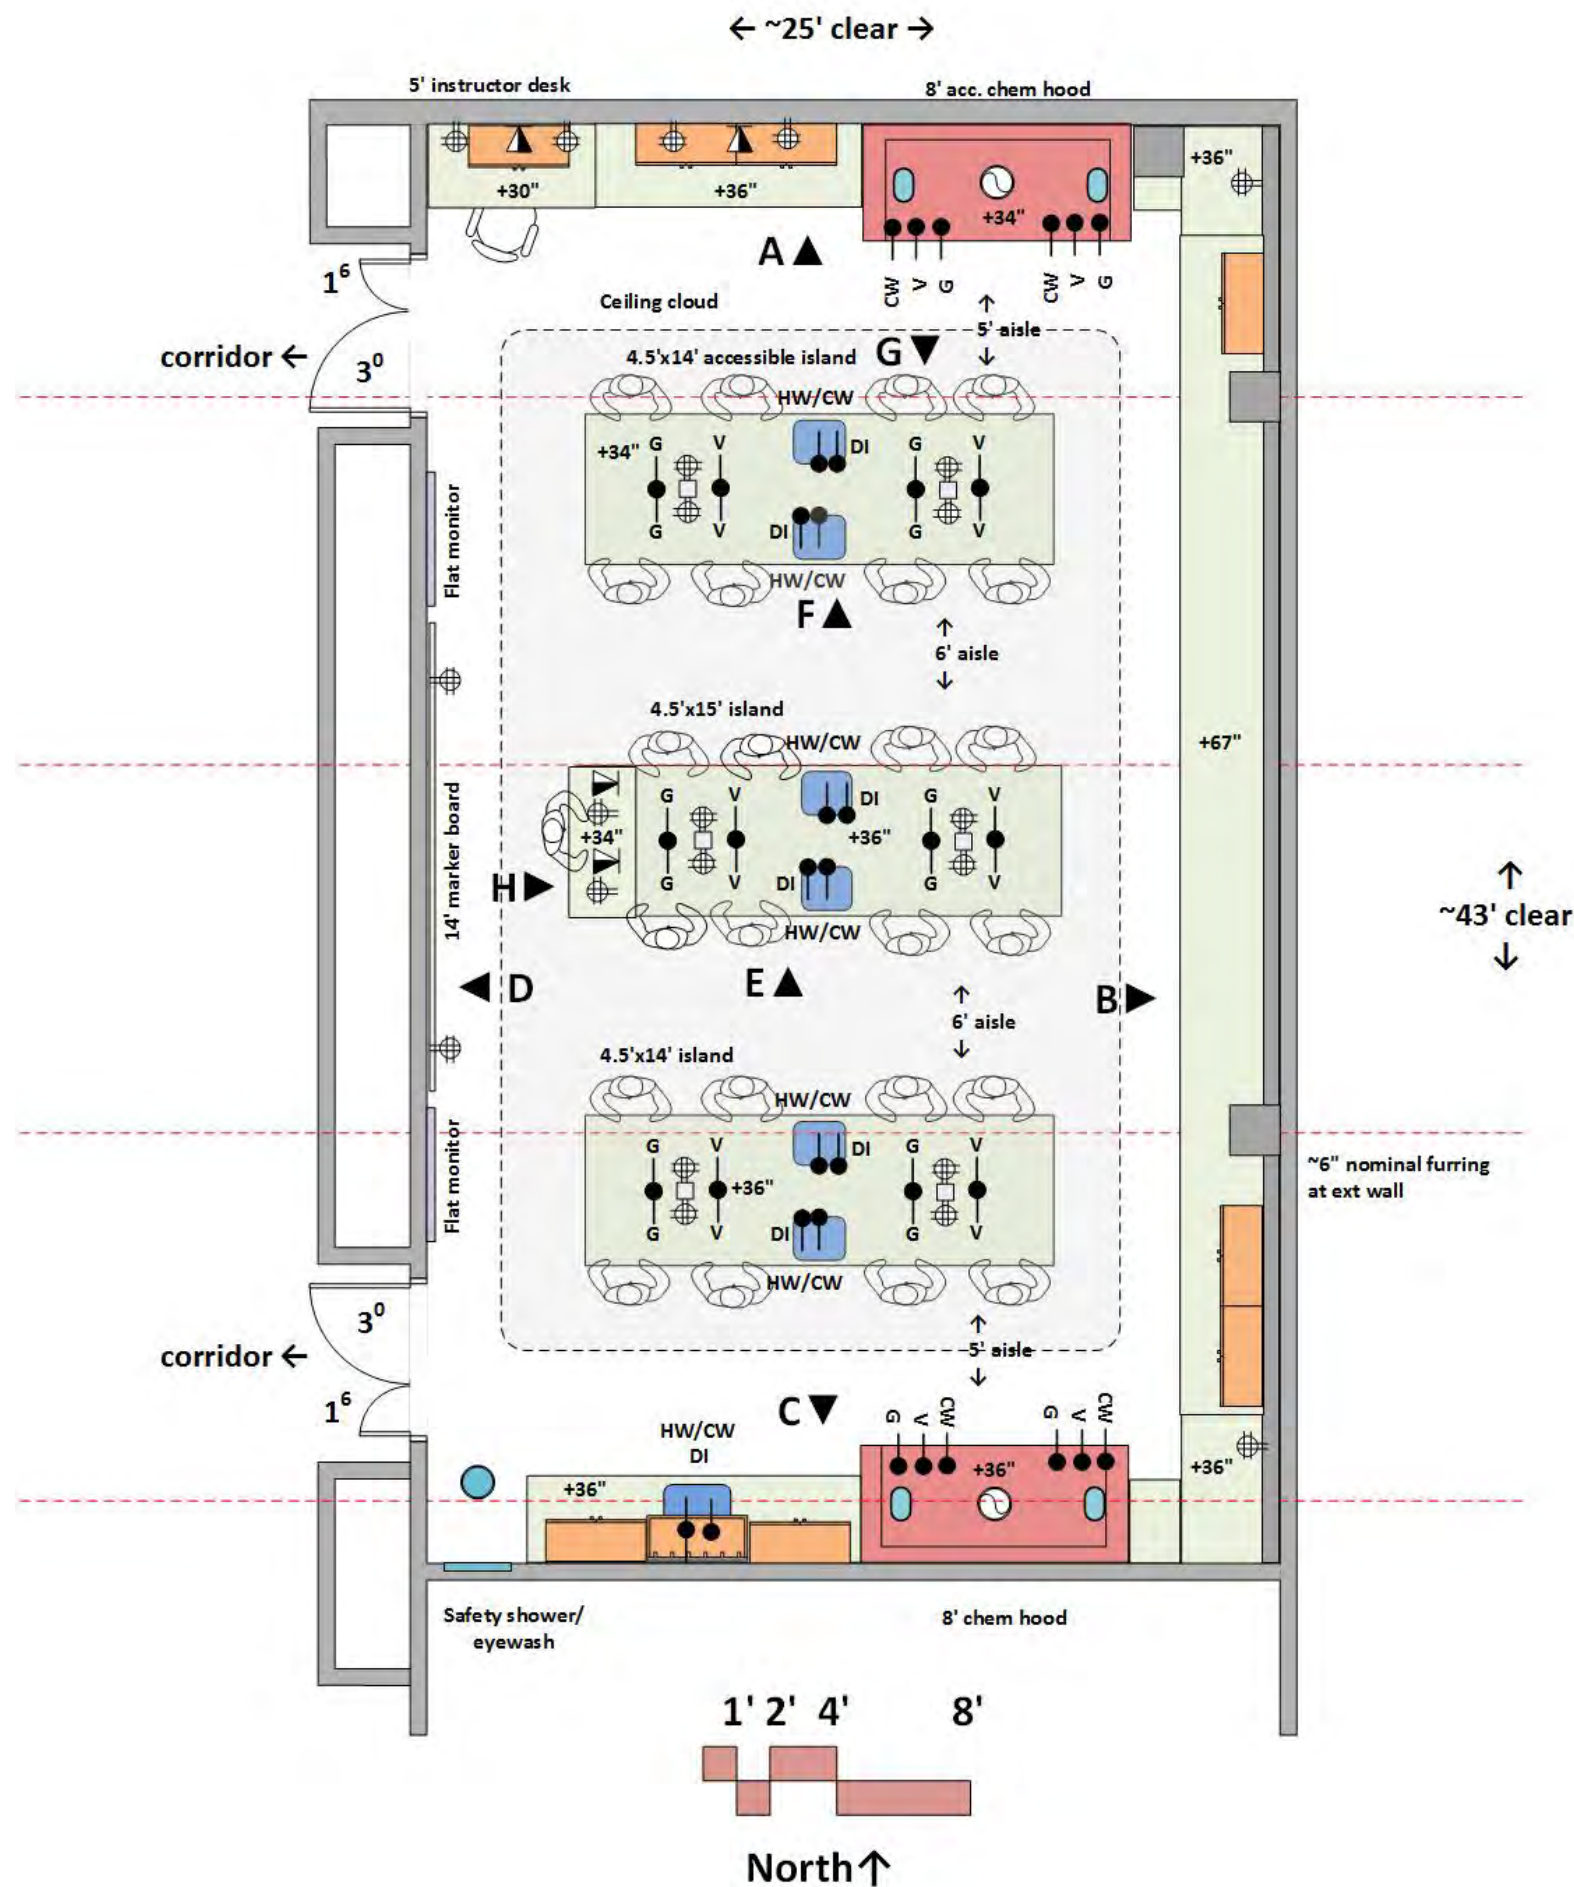 ← ~25' clear →
5' instructor desk
8' acc. chem hood
+30"
+36"
+34"
+36"
A
CW
V
G
CW
V
G
1⁶
3⁰
corridor ←
Ceiling cloud
5' aisle
4.5'x14' accessible island
G
HW/CW
+34"
G
V
DI
G
V
G
V
DI
G
V
HW/CW
F
6' aisle
Flat monitor
4.5'x15' island
HW/CW
G
V
DI
G
V
+34"
+36"
G
V
DI
G
V
HW/CW
H
14' marker board
+67"
~43' clear
D
E
B
6' aisle
4.5'x14' island
HW/CW
G
V
DI
G
V
+36"
G
V
DI
G
V
HW/CW
Flat monitor
~6" nominal furring
at ext wall
3⁰
corridor ←
1⁶
5' aisle
C
G
V
CW
G
V
CW
HW/CW
DI
+36"
+36"
+36"
Safety shower/
eyewash
8' chem hood
1' 2' 4' 8'
North↑